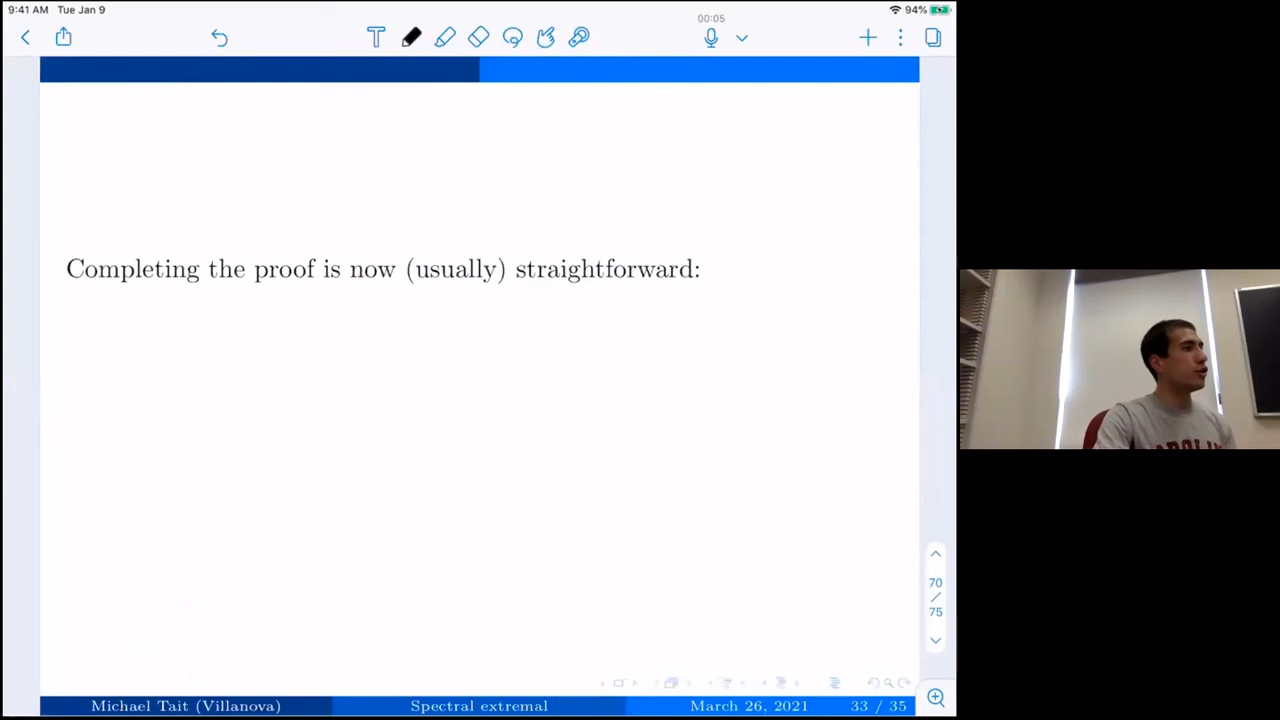 9:41 AM Tue Jan 9
94%
00:05
Completing the proof is now (usually) straightforward:
70
/
75
Michael Tait (Villanova) Spectral extremal March 26, 2021 33 / 35